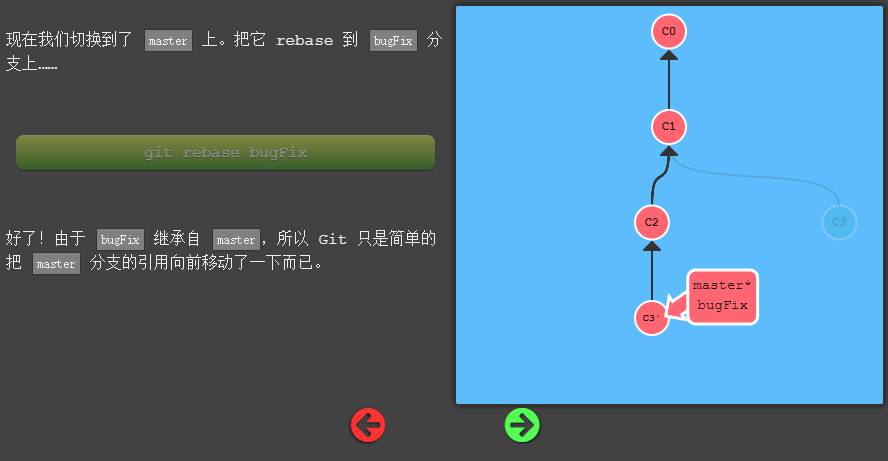 现在我们切换到了 master 上。把它 rebase 到 bugFix 分
支上……
git rebase bugFix
好了！由于 bugFix 继承自 master，所以 Git 只是简单的
把 master 分支的引用向前移动了一下而已。
C0
C1
C2
C3
C3'
master*
bugFix